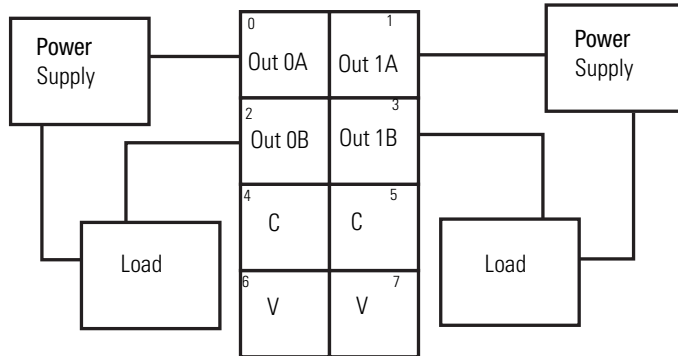 Power
Supply
0
Out 0A
1
Out 1A
Power
Supply
2
Out 0B
3
Out 1B
4
C
5
C
Load
Load
6
V
7
V